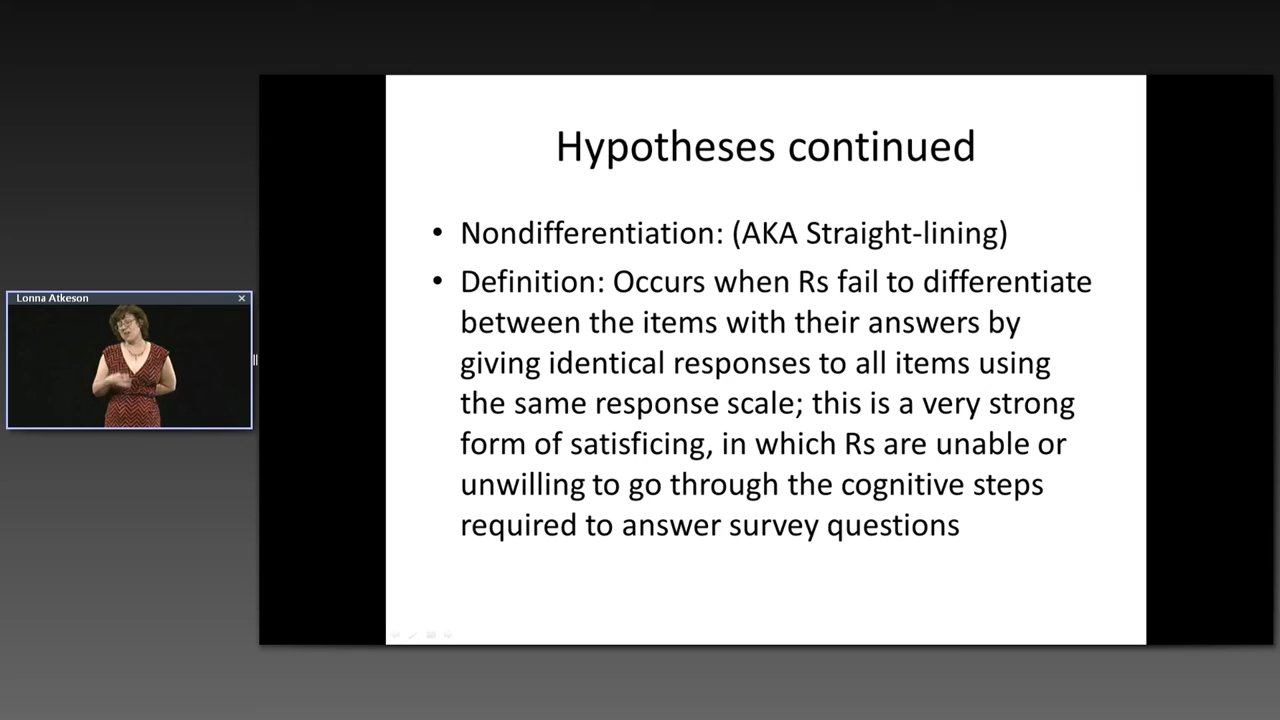 Hypotheses continued
• Nondifferentiation: (AKA Straight-lining)
• Definition: Occurs when Rs fail to differentiate
between the items with their answers by
giving identical responses to all items using
the same response scale; this is a very strong
form of satisficing, in which Rs are unable or
unwilling to go through the cognitive steps
required to answer survey questions
Lonna Atkeson